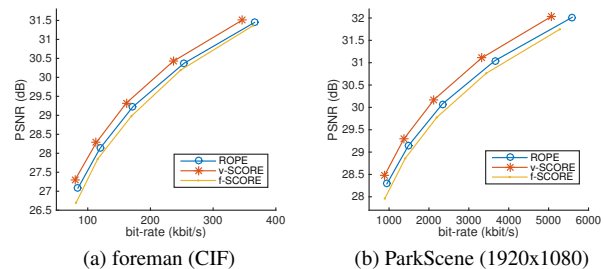 PSNR (dB)
31.5
31
30.5
30
29.5
29
28.5
28
27.5
27
26.5
100
200
300
400
bit-rate (kbit/s)
ROPE
v-SCORE
f-SCORE
(a) foreman (CIF)
PSNR (dB)
32
31.5
31
30.5
30
29.5
29
28.5
28
1000
2000
3000
4000
5000
6000
bit-rate (kbit/s)
ROPE
v-SCORE
f-SCORE
(b) ParkScene (1920x1080)